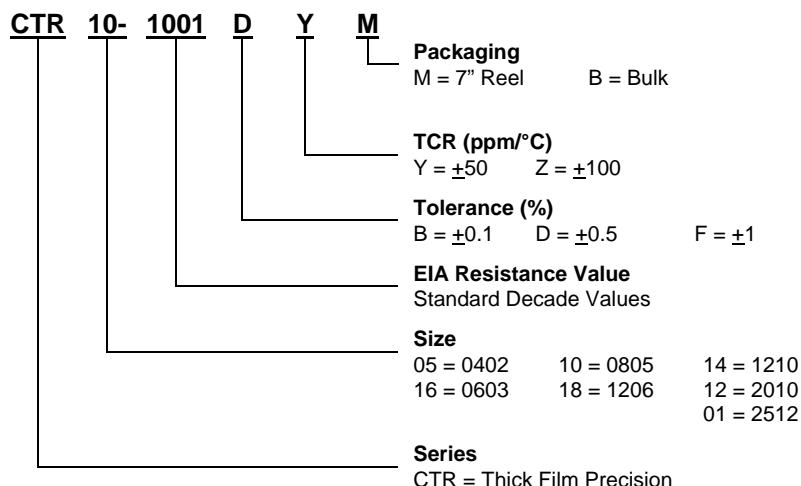 CTR 10- 1001 D Y M
Packaging
M = 7” Reel B = Bulk
TCR (ppm/°C)
Y = ±50 Z = ±100
Tolerance (%)
B = ±0.1 D = ±0.5 F = ±1
EIA Resistance Value
Standard Decade Values
Size
05 = 0402 10 = 0805 14 = 1210
16 = 0603 18 = 1206 12 = 2010
01 = 2512
Series
CTR = Thick Film Precision